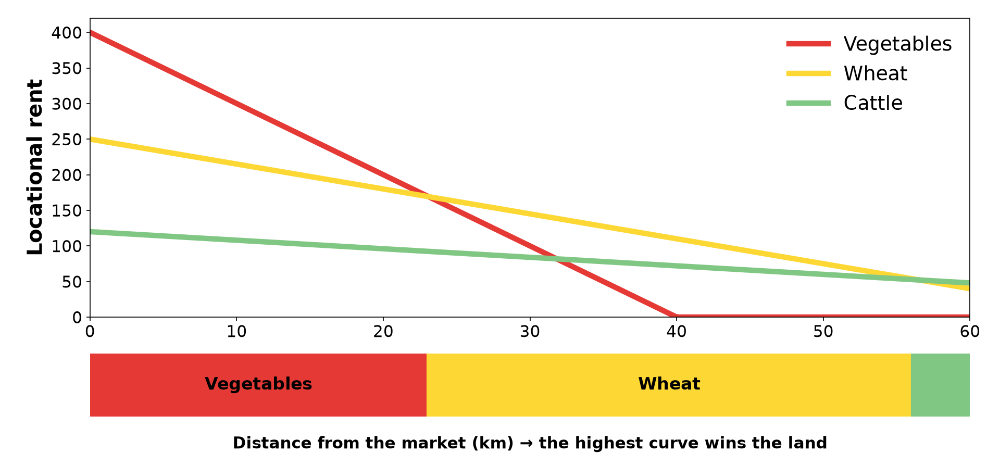 Locational rent
400
350
300
250
200
150
100
50
0
0 10 20 30 40 50 60
Vegetables
Wheat
Cattle
Vegetables Wheat
Distance from the market (km) → the highest curve wins the land